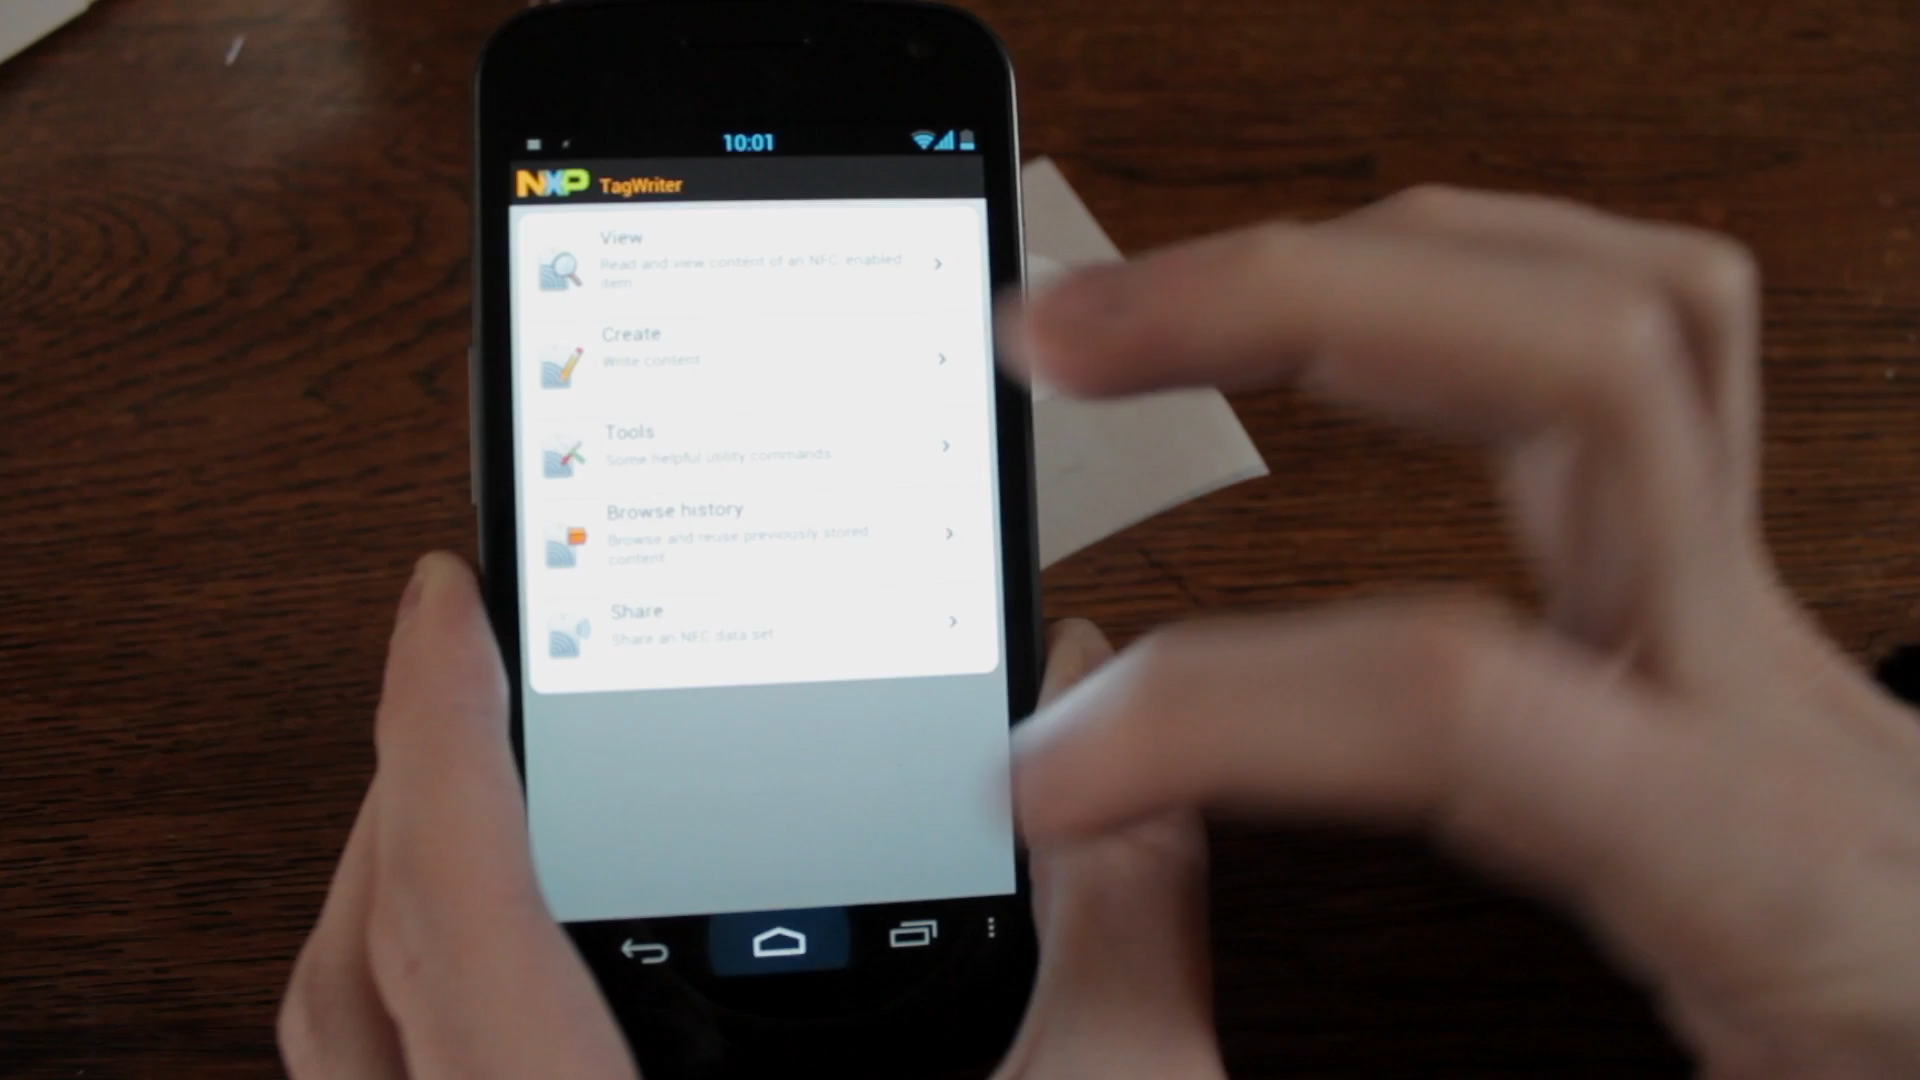 10:01
NXP TagWriter
View
Read and view content of an NFC enabled
item
Create
Write content
Tools
Some helpful utility commands
Browse history
Browse and reuse previously stored
content
Share
Share an NFC data set